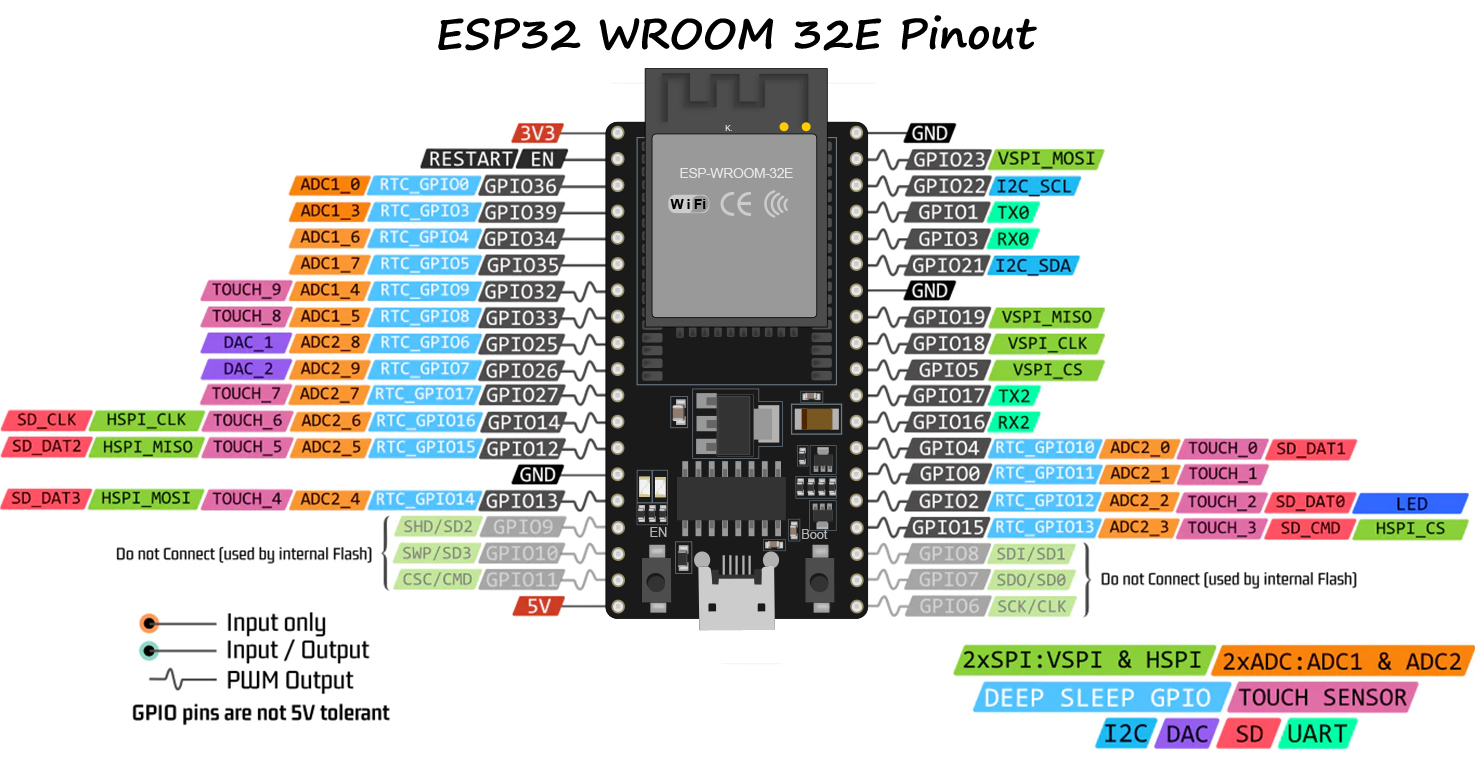 ESP32 WROOM 32E Pinout
K.
ESP-WROOM-32E
WiFi
CE
3V3
RESTART EN
ADC1_0 RTC_GPIO0 GPIO36
ADC1_3 RTC_GPIO3 GPIO39
ADC1_6 RTC_GPIO4 GPIO34
ADC1_7 RTC_GPIO5 GPIO35
TOUCH_9 ADC1_4 RTC_GPIO9 GPIO32
TOUCH_8 ADC1_5 RTC_GPIO8 GPIO33
DAC_1 ADC2_8 RTC_GPIO6 GPIO25
DAC_2 ADC2_9 RTC_GPIO7 GPIO26
TOUCH_7 ADC2_7 RTC_GPIO17 GPIO27
SD_CLK HSPI_CLK TOUCH_6 ADC2_6 RTC_GPIO16 GPIO14
SD_DAT2 HSPI_MISO TOUCH_5 ADC2_5 RTC_GPIO15 GPIO12
GND
SD_DAT3 HSPI_MOSI TOUCH_4 ADC2_4 RTC_GPIO14 GPIO13
SHD/SD2 GPIO9
SWP/SD3 GPIO10
CSC/CMD GPIO11
Do not Connect (used by internal Flash)
5V
EN
Boot
GND
GPIO23 VSPI_MOSI
GPIO22 I2C_SCL
GPIO1 TX0
GPIO3 RX0
GPIO21 I2C_SDA
GND
GPIO19 VSPI_MISO
GPIO18 VSPI_CLK
GPIO5 VSPI_CS
GPIO17 TX2
GPIO16 RX2
GPIO4 RTC_GPIO10 ADC2_0 TOUCH_0 SD_DAT1
GPIO0 RTC_GPIO11 ADC2_1 TOUCH_1
GPIO2 RTC_GPIO12 ADC2_2 TOUCH_2 SD_DAT0 LED
GPIO15 RTC_GPIO13 ADC2_3 TOUCH_3 SD_CMD HSPI_CS
GPIO8 SDI/SD1
GPIO7 SDO/SD0
GPIO6 SCK/CLK
Do not Connect (used by internal Flash)
Input only
Input / Output
PWM Output
GPIO pins are not 5V tolerant
2xSPI:VSPI & HSPI 2xADC:ADC1 & ADC2
DEEP SLEEP GPIO TOUCH SENSOR
I2C DAC SD UART